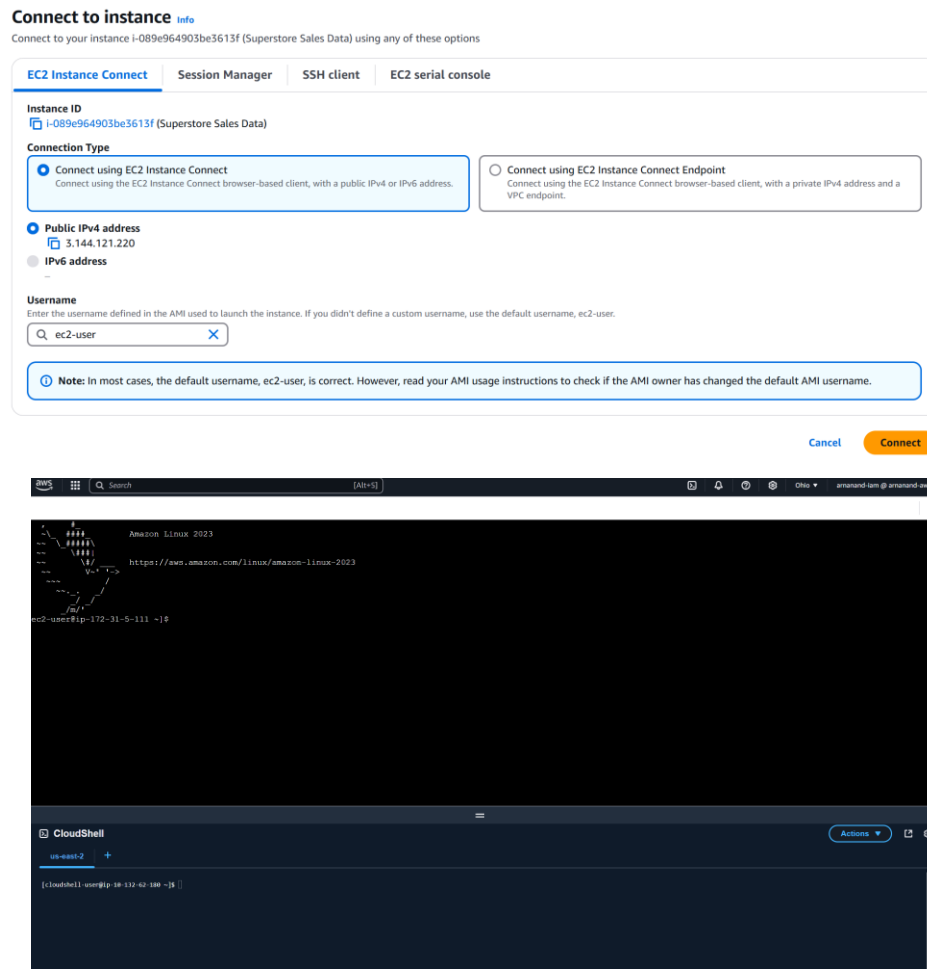 Connect to instance Info
Connect to your instance i-089e964903be3613f (Superstore Sales Data) using any of these options
EC2 Instance Connect Session Manager SSH client EC2 serial console
Instance ID
i-089e964903be3613f (Superstore Sales Data)
Connection Type
Connect using EC2 Instance Connect
Connect using the EC2 Instance Connect browser-based client, with a public IPv4 or IPv6 address.
Connect using EC2 Instance Connect Endpoint
Connect using the EC2 Instance Connect browser-based client, with a private IPv4 address and a
VPC endpoint.
Public IPv4 address
3.144.121.220
IPv6 address
–
Username
Enter the username defined in the AMI used to launch the instance. If you didn't define a custom username, use the default username, ec2-user.
ec2-user
Note: In most cases, the default username, ec2-user, is correct. However, read your AMI usage instructions to check if the AMI owner has changed the default AMI username.
Cancel Connect
aws Search [Alt+S] Ohio arnanand-Iam @ arnanand-aw
Amazon Linux 2023
https://aws.amazon.com/linux/amazon-linux-2023
ec2-user@ip-172-31-5-111 ~]$
CloudShell Actions
us-east-2 +
[cloudshell-user@ip-10-132-62-180 ~]$